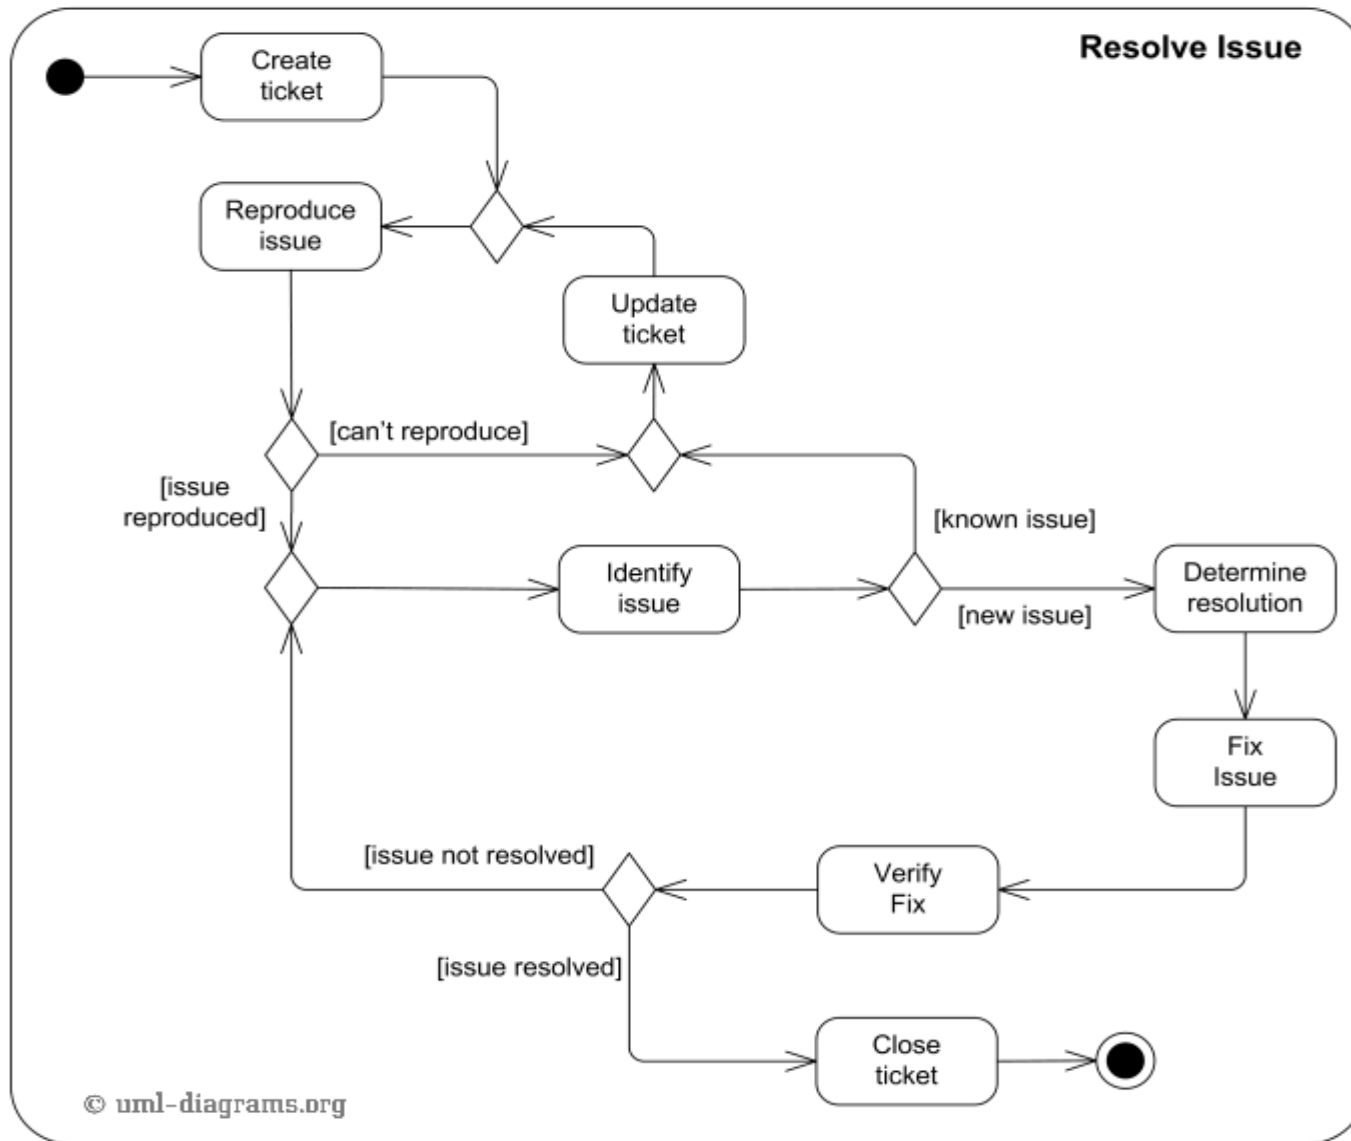 Resolve Issue
Create
ticket
Reproduce
issue
Update
ticket
[can't reproduce]
[issue
reproduced]
[known issue]
Identify
issue
[new issue]
Determine
resolution
Fix
Issue
[issue not resolved]
Verify
Fix
[issue resolved]
Close
ticket
© uml-diagrams.org